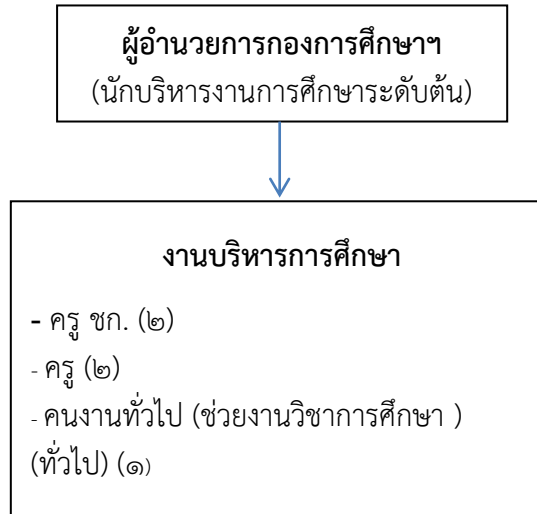 ผู้อำนวยการกองการศึกษาฯ
(นักบริหารงานการศึกษาระดับต้น)
งานบริหารการศึกษา
- ครู ชก. (๒)
- ครู (๒)
- คนงานทั่วไป (ช่วยงานวิชาการศึกษา )
(ทั่วไป) (๑)